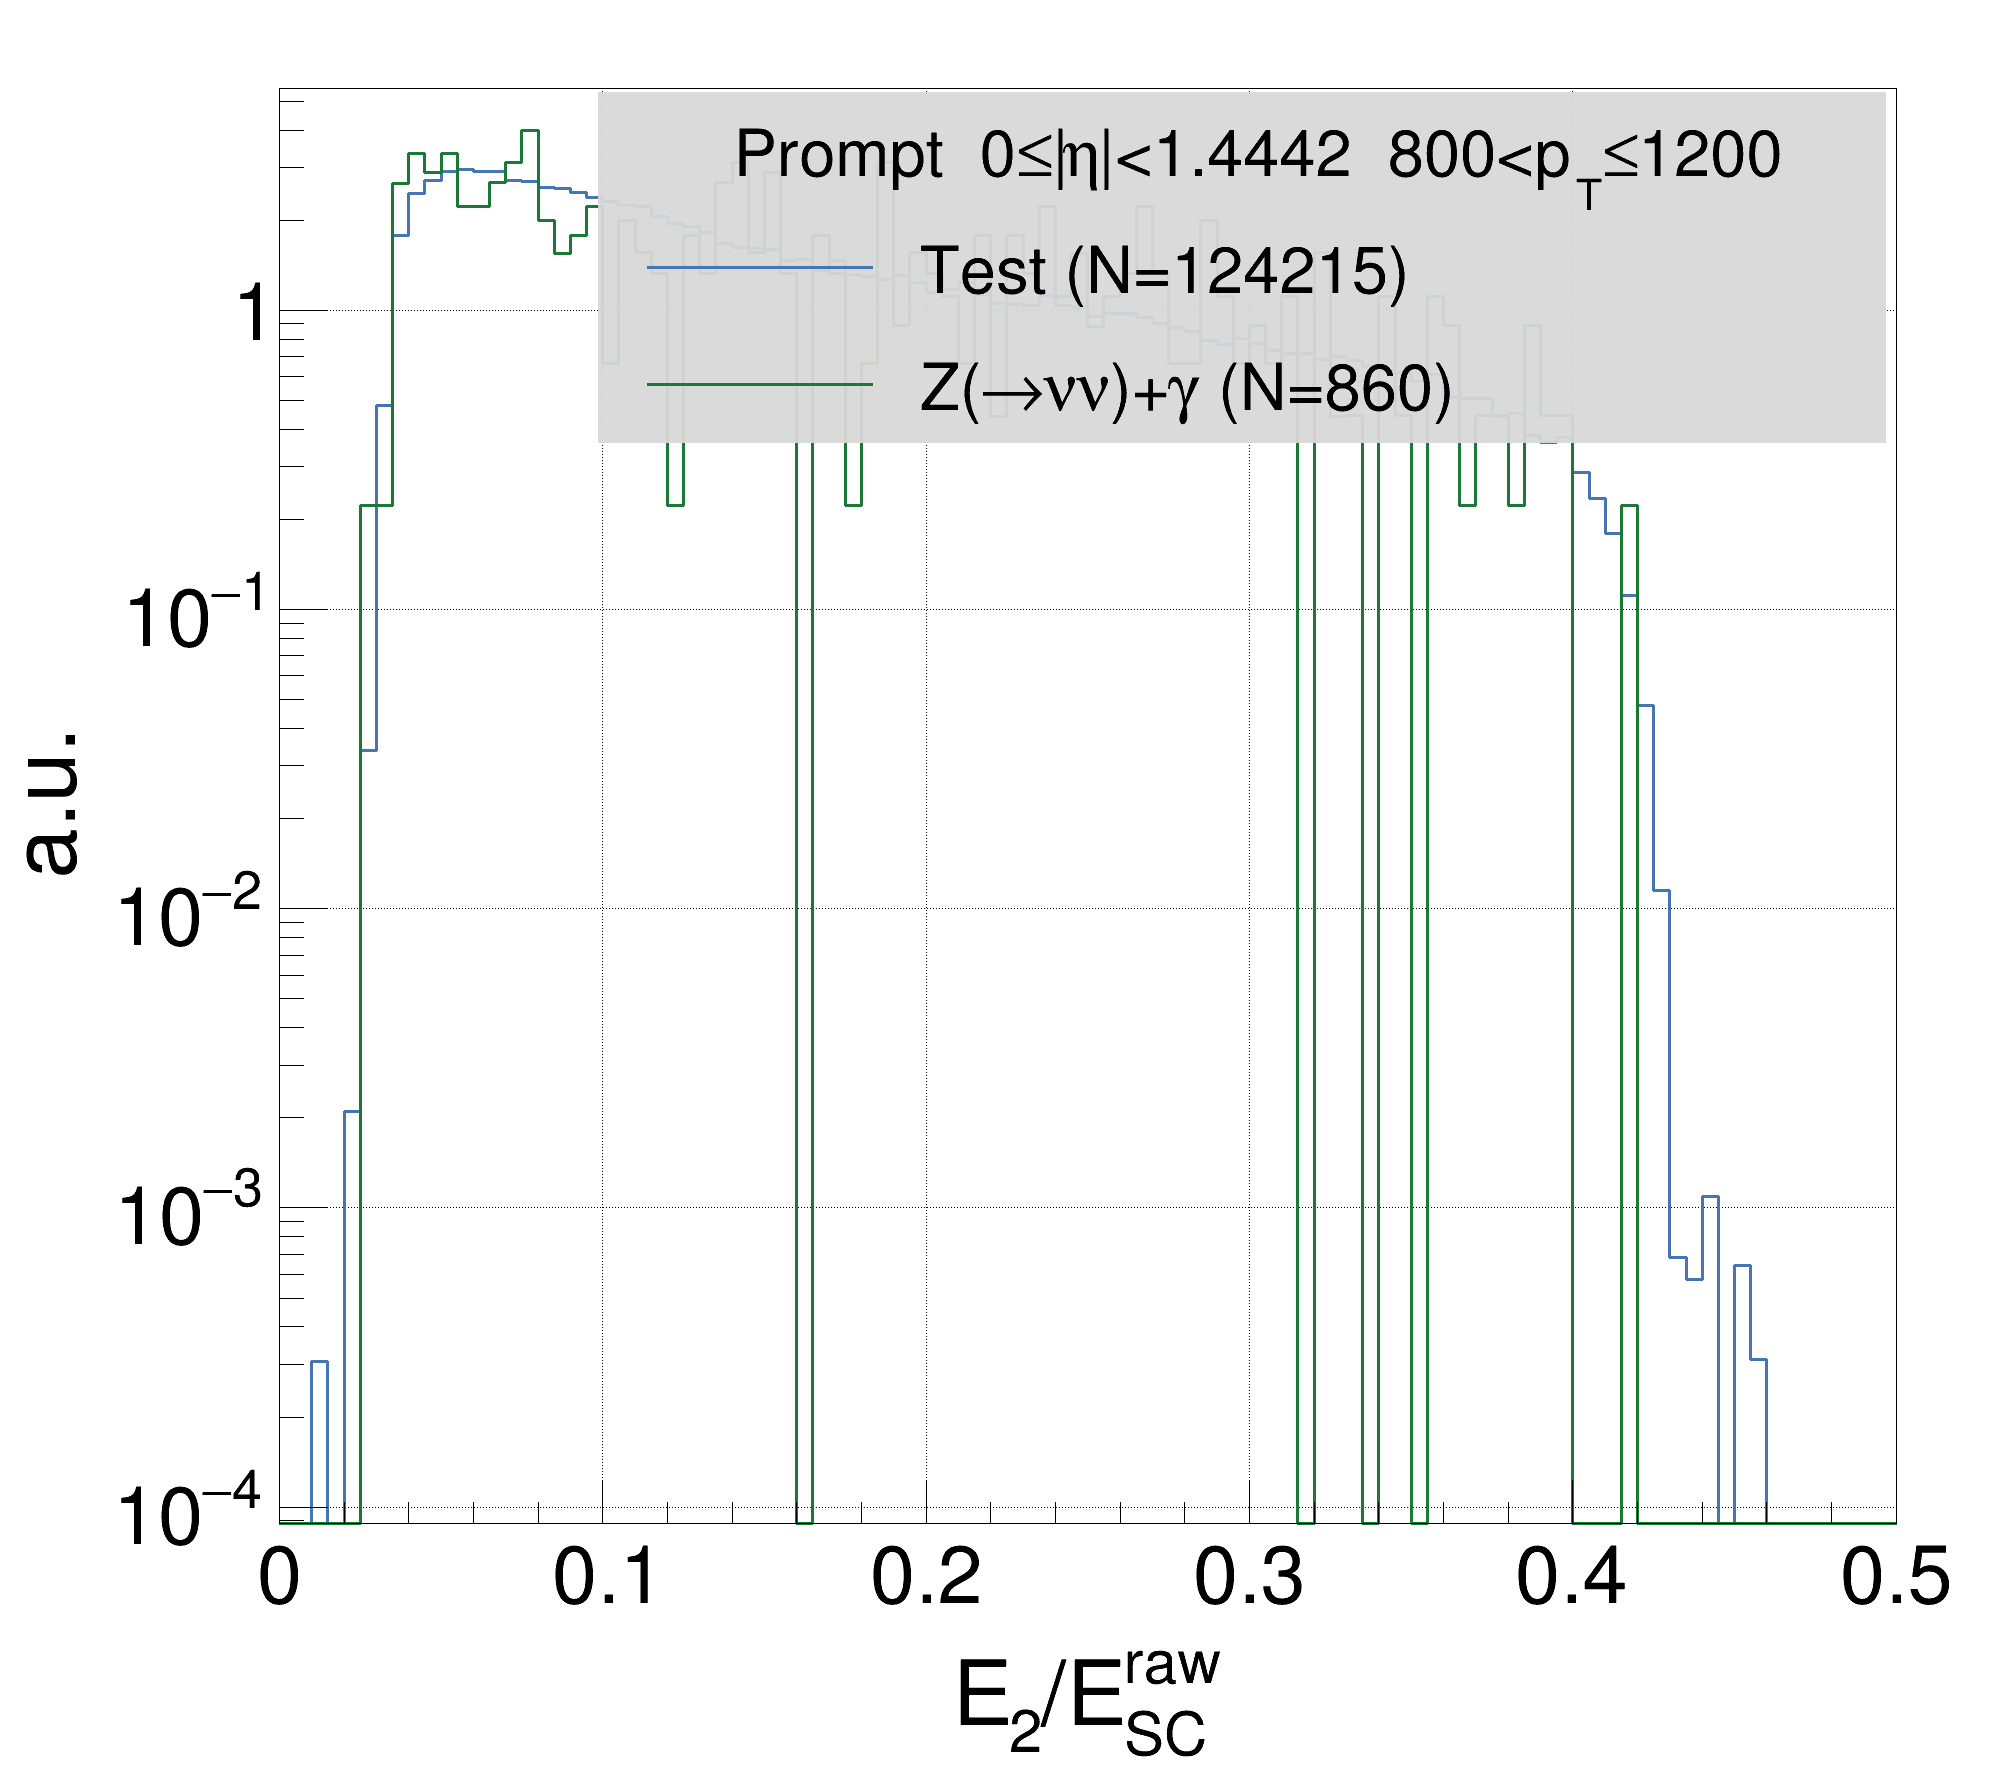 Prompt 0≤|η|<1.4442 800<p_T≤1200
Test (N=124215)
Z(→νν)+γ (N=860)
1
10⁻¹
10⁻²
10⁻³
10⁻⁴
a.u.
0 0.1 0.2 0.3 0.4 0.5
E₂/E_SC^raw